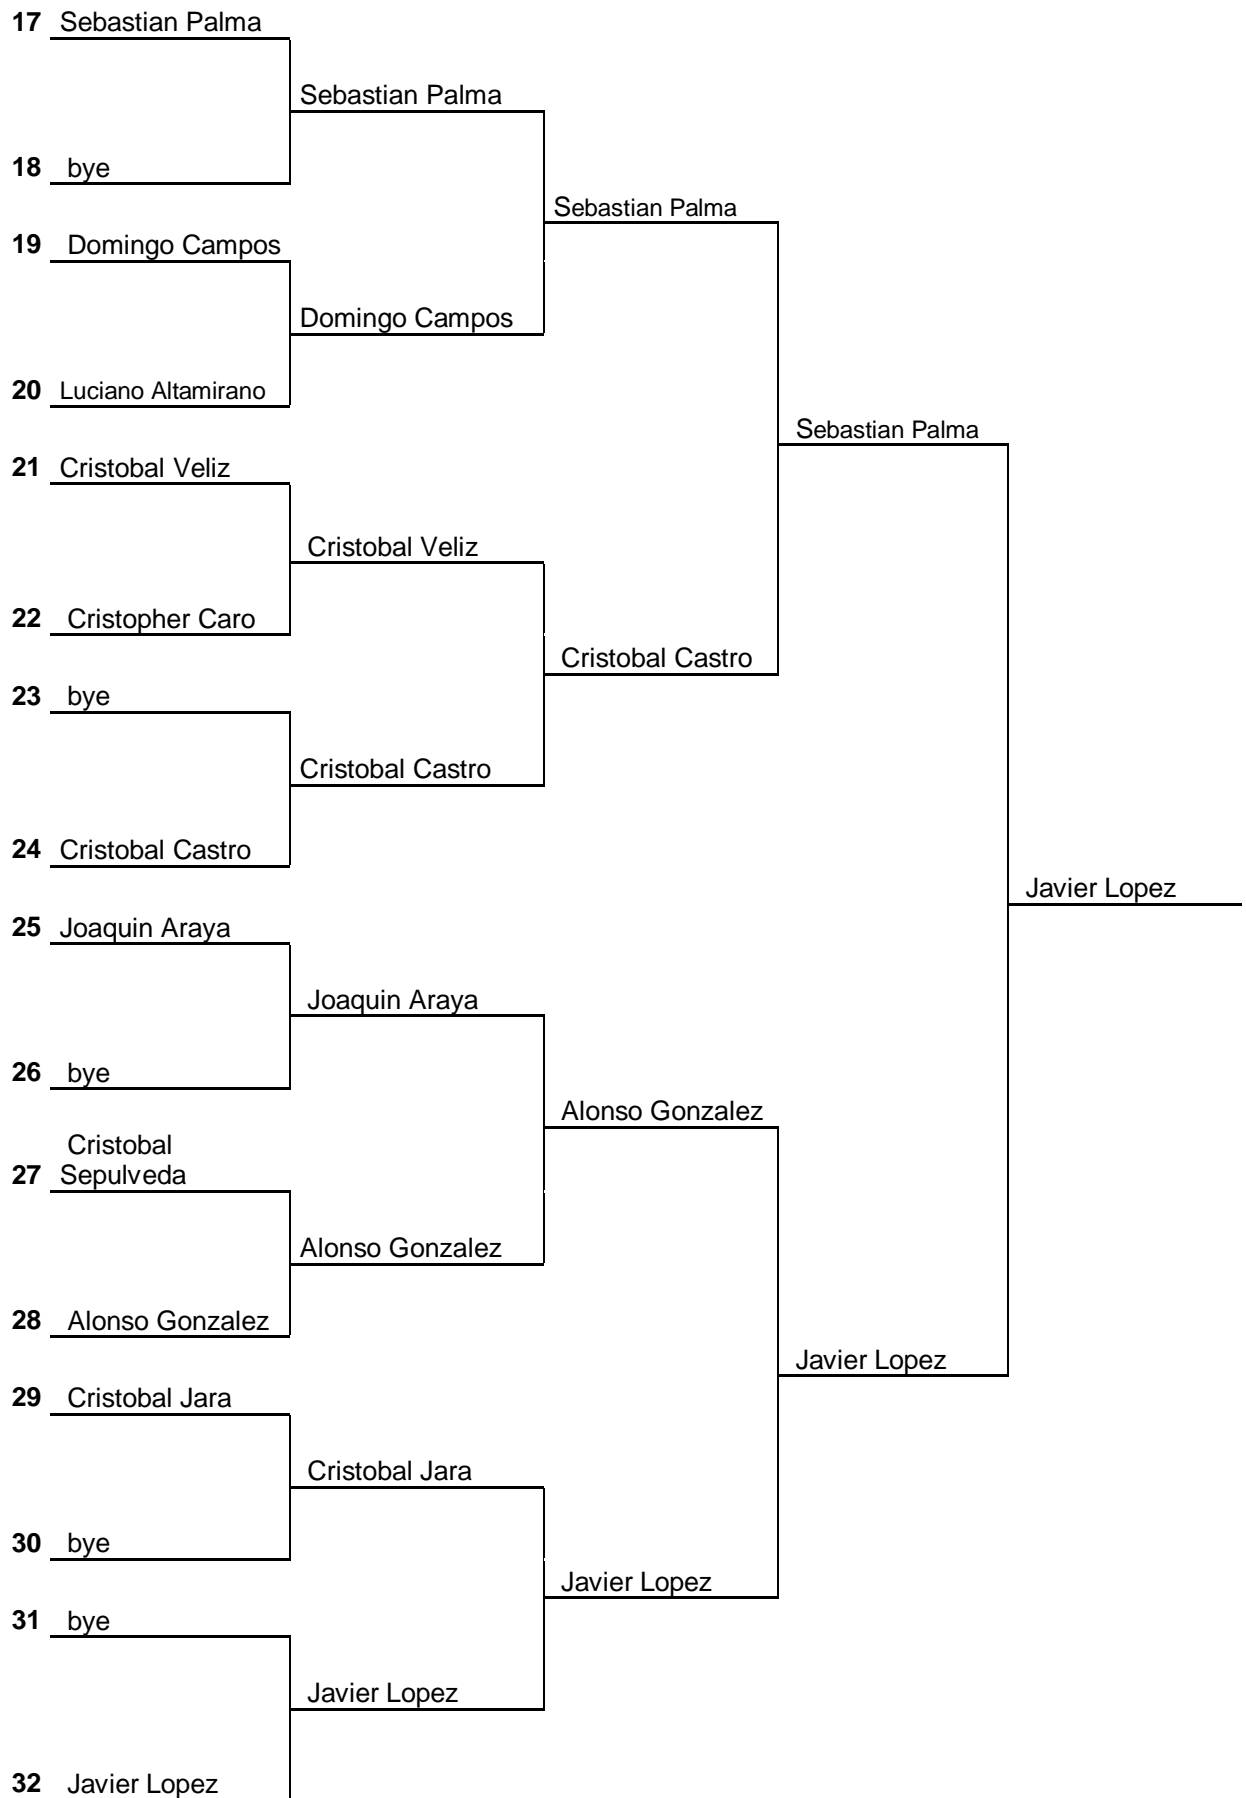 17 Sebastian Palma
Sebastian Palma
18 bye
Sebastian Palma
19 Domingo Campos
Domingo Campos
20 Luciano Altamirano
Sebastian Palma
21 Cristobal Veliz
Cristobal Veliz
22 Cristopher Caro
Cristobal Castro
23 bye
Cristobal Castro
24 Cristobal Castro
Javier Lopez
25 Joaquin Araya
Joaquin Araya
26 bye
Alonso Gonzalez
Cristobal
27 Sepulveda
Alonso Gonzalez
28 Alonso Gonzalez
Javier Lopez
29 Cristobal Jara
Cristobal Jara
30 bye
Javier Lopez
31 bye
Javier Lopez
32 Javier Lopez